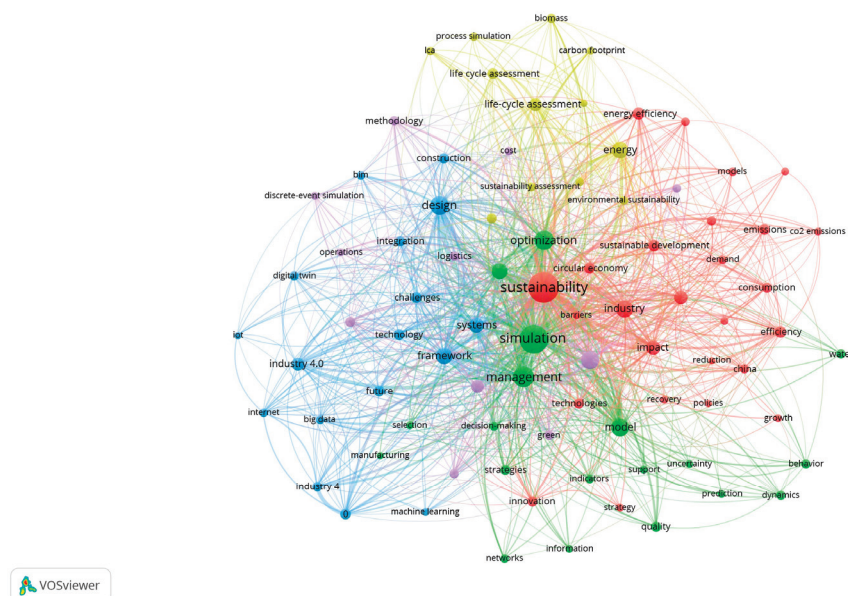 biomass
process simulation
lca
carbon footprint
life cycle assessment
life-cycle assessment
energy efficiency
methodology
cost
energy
construction
bim
models
sustainability assessment
discrete-event simulation
environmental sustainability
design
emissions
co2 emissions
integration
optimization
sustainable development
operations
logistics
demand
circular economy
digital twin
sustainability
consumption
challenges
industry
barriers
systems
technology
iot
simulation
efficiency
framework
impact
water
industry 4.0
reduction
china
management
future
technologies
recovery
policies
internet
big data
selection
decision-making
model
growth
green
manufacturing
strategies
support
uncertainty
behavior
indicators
industry 4
innovation
strategy
prediction
dynamics
0
machine learning
quality
information
networks
VOSviewer